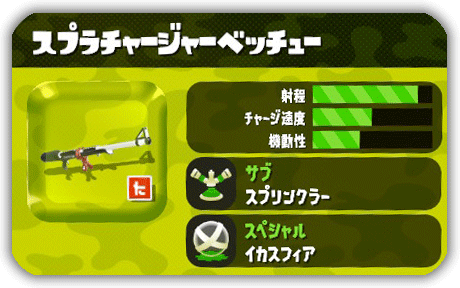 スプラチャージャーベッチュー
射程
チャージ速度
機動性
サブ
スプリンクラー
た
スペシャル
イカスフィア